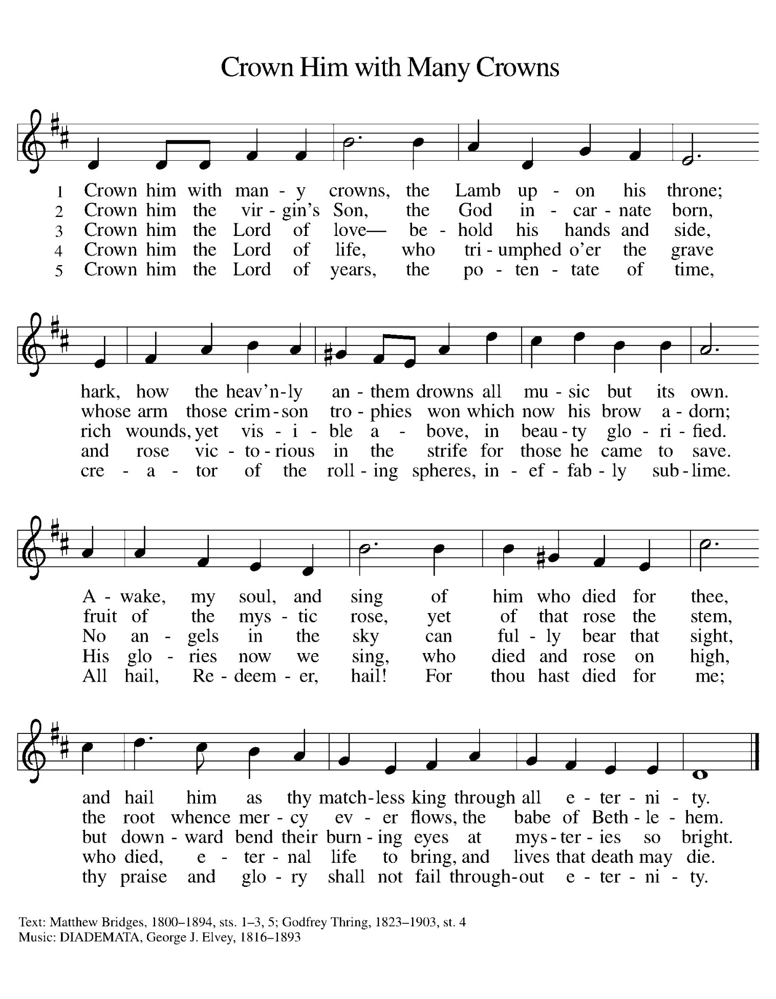 Crown Him with Many Crowns
1 Crown him with man - y crowns, the Lamb up - on his throne;
2 Crown him the vir - gin's Son, the God in - car - nate born,
3 Crown him the Lord of love— be - hold his hands and side,
4 Crown him the Lord of life, who tri - umphed o'er the grave
5 Crown him the Lord of years, the po - ten - tate of time,
hark, how the heav'n-ly an - them drowns all mu - sic but its own.
whose arm those crim - son tro - phies won which now his brow a - dorn;
rich wounds, yet vis - i - ble a - bove, in beau - ty glo - ri - fied.
and rose vic - to - rious in the strife for those he came to save.
cre - a - tor of the roll - ing spheres, in - ef - fab - ly sub - lime.
A - wake, my soul, and sing of him who died for thee,
fruit of the mys - tic rose, yet of that rose the stem,
No an - gels in the sky can ful - ly bear that sight,
His glo - ries now we sing, who died and rose on high,
All hail, Re - deem - er, hail! For thou hast died for me;
and hail him as thy match - less king through all e - ter - ni - ty.
the root whence mer - cy ev - er flows, the babe of Beth - le - hem.
but down - ward bend their burn - ing eyes at mys - ter - ies so bright.
who died, e - ter - nal life to bring, and lives that death may die.
thy praise and glo - ry shall not fail through - out e - ter - ni - ty.
Text: Matthew Bridges, 1800–1894, sts. 1–3, 5; Godfrey Thring, 1823–1903, st. 4
Music: DIADEMATA, George J. Elvey, 1816–1893